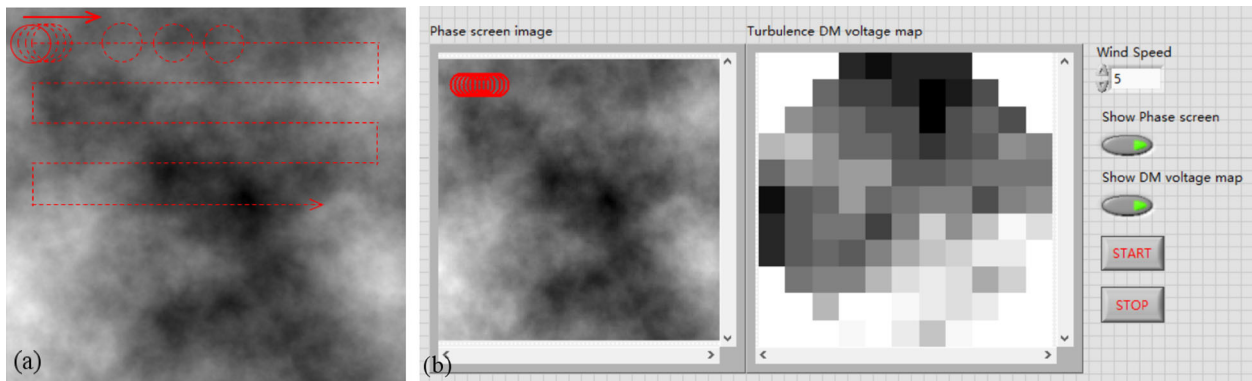 (a)
Phase screen image
Turbulence DM voltage map
Wind Speed
5
Show Phase screen
Show DM voltage map
START
STOP
(b)